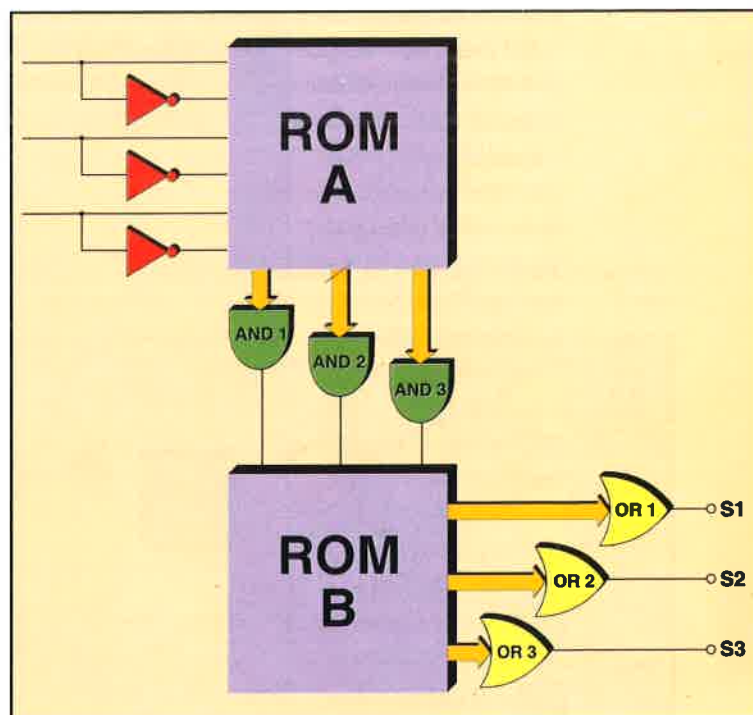 ROM
A
AND 1
AND 2
AND 3
ROM
B
OR 1
S1
OR 2
S2
OR 3
S3